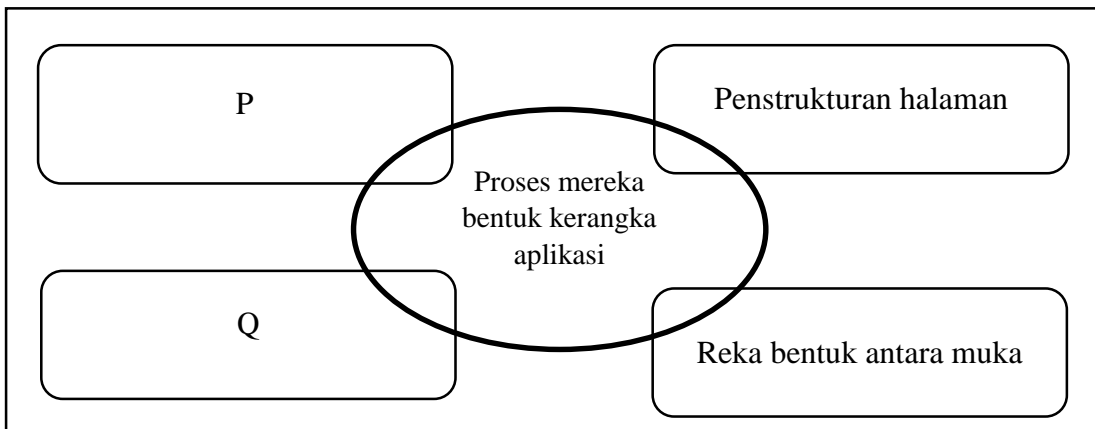 P
Penstrukturan halaman
Proses mereka
bentuk kerangka
aplikasi
Q
Reka bentuk antara muka